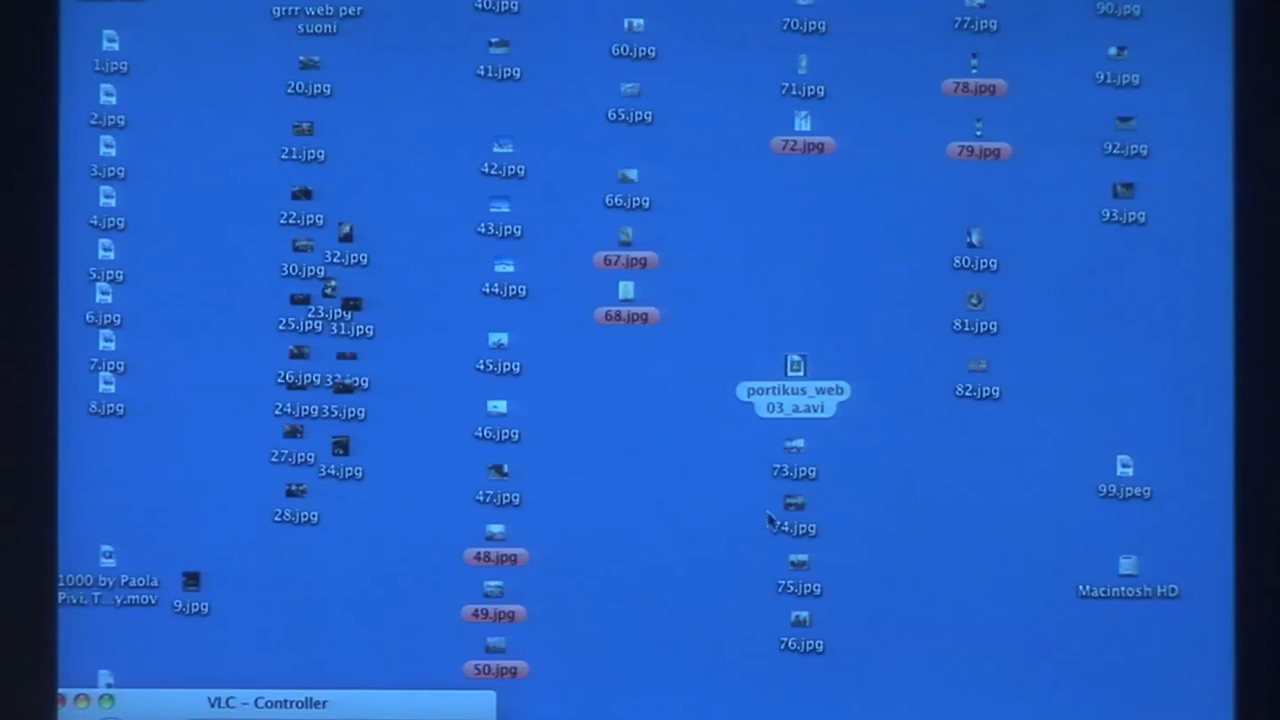 grrr web per
suoni
1.jpg
2.jpg
3.jpg
4.jpg
5.jpg
6.jpg
7.jpg
8.jpg
1000 by Paola
Pivi, T...y.mov
9.jpg
20.jpg
21.jpg
22.jpg
32.jpg
30.jpg
23.jpg
25.jpg
31.jpg
26.jpg
24.jpg
35.jpg
27.jpg
34.jpg
28.jpg
40.jpg
41.jpg
42.jpg
43.jpg
44.jpg
45.jpg
46.jpg
47.jpg
48.jpg
49.jpg
50.jpg
60.jpg
65.jpg
66.jpg
67.jpg
68.jpg
70.jpg
71.jpg
72.jpg
portikus_web
03_a.avi
73.jpg
74.jpg
75.jpg
76.jpg
77.jpg
78.jpg
79.jpg
80.jpg
81.jpg
82.jpg
90.jpg
91.jpg
92.jpg
93.jpg
99.jpeg
Macintosh HD
VLC - Controller